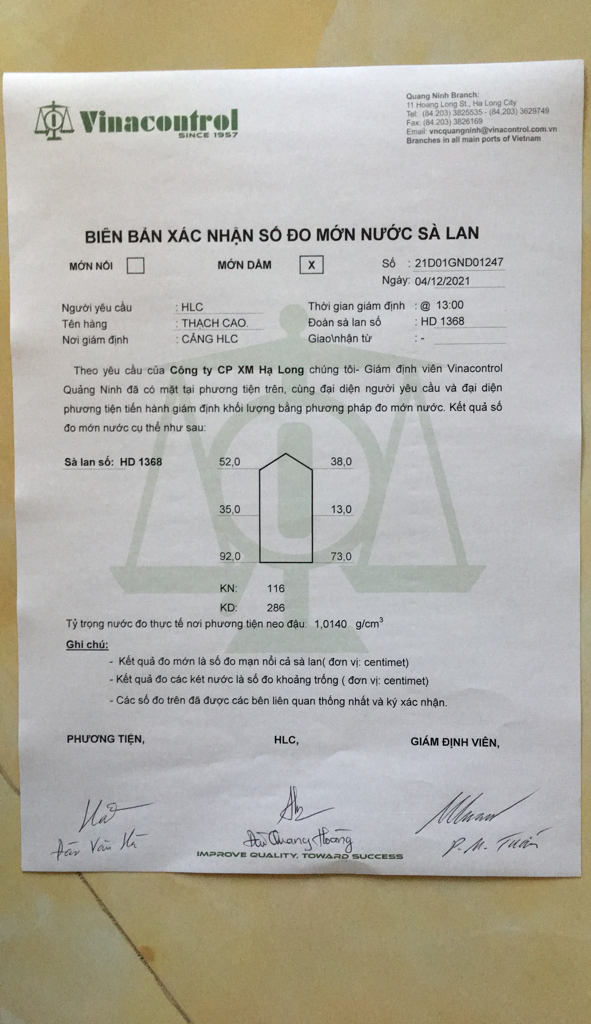 Vinacontrol
SINCE 1957
Quang Ninh Branch:
11 Hoang Long St., Ha Long City
Tel: (84.203) 3825535 - (84.203) 3629749
Fax: (84.203) 3826169
Email: vncquangninh@vinacontrol.com.vn
Branches in all main ports of Vietnam
BIÊN BẢN XÁC NHẬN SỐ ĐO MỚN NƯỚC SÀ LAN
MỚN NỔI MỚN DẦM X Số : 21D01GND01247
Ngày: 04/12/2021
Người yêu cầu : HLC Thời gian giám định : @ 13:00
Tên hàng : THẠCH CAO. Đoàn sà lan số : HD 1368
Nơi giám định : CẢNG HLC Giao\nhận từ : -
Theo yêu cầu của Công ty CP XM Hạ Long chúng tôi- Giám định viên Vinacontrol
Quảng Ninh đã có mặt tại phương tiện trên, cùng đại diện người yêu cầu và đại diện
phương tiện tiến hành giám định khối lượng bằng phương pháp đo mớn nước. Kết quả số
đo mớn nước cụ thể như sau:
Sà lan số: HD 1368 52,0 38,0
35,0 13,0
92,0 73,0
KN: 116
KD: 286
Tỷ trọng nước đo thực tế nơi phương tiện neo đậu: 1,0140 g/cm³
Ghi chú:
- Kết quả đo mớn là số đo mạn nổi cả sà lan( đơn vị: centimet)
- Kết quả đo các két nước là số đo khoảng trống ( đơn vị: centimet)
- Các số đo trên đã được các bên liên quan thống nhất và ký xác nhận.
PHƯƠNG TIỆN, HLC, GIÁM ĐỊNH VIÊN,
Văn Hà Quang Hoàng P.M. Tuấn
IMPROVE QUALITY, TOWARD SUCCESS